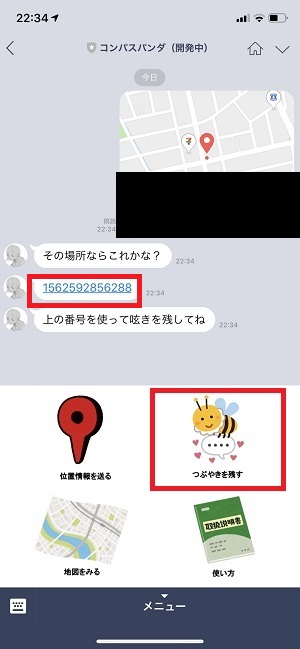 22:34
コンパスパンダ（開発中）
今日
既読
22:34
その場所ならこれかな？
22:34
1562592856288
22:34
上の番号を使って呟きを残してね
22:34
位置情報を送る
つぶやきを残す
地図をみる
取扱説明書
使い方
メニュー